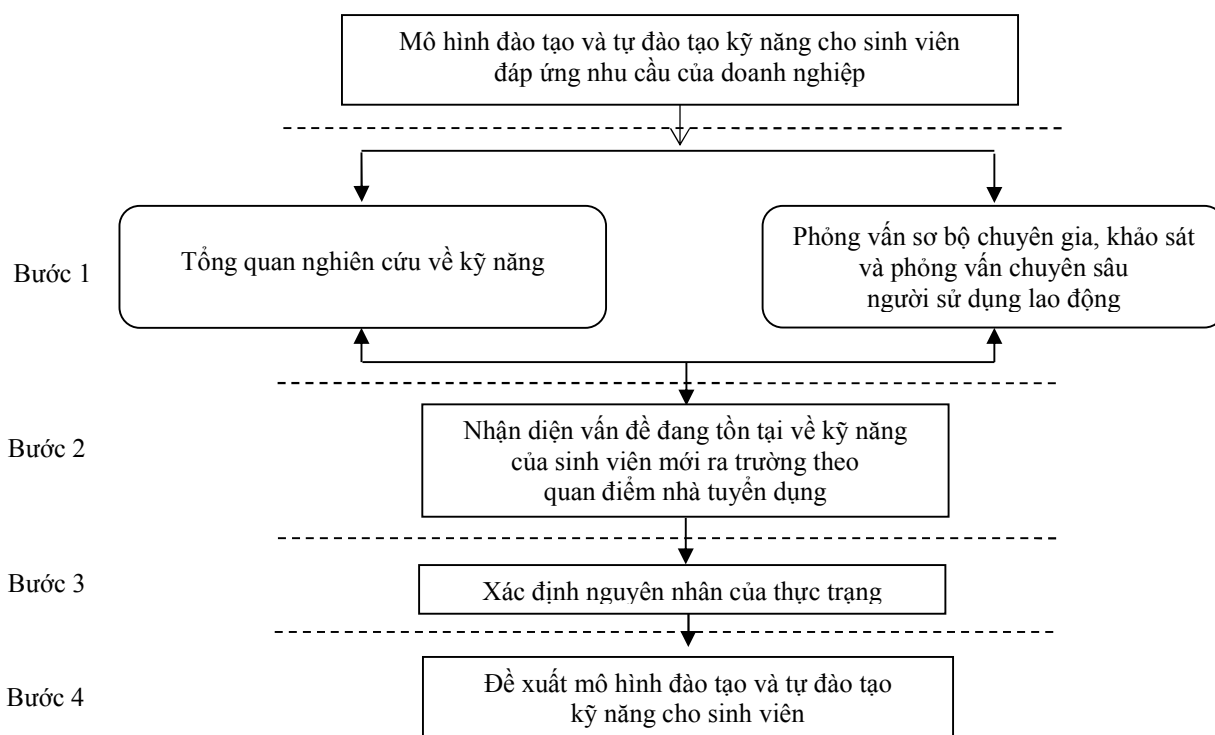 Mô hình đào tạo và tự đào tạo kỹ năng cho sinh viên
đáp ứng nhu cầu của doanh nghiệp
Bước 1
Tổng quan nghiên cứu về kỹ năng
Phỏng vấn sơ bộ chuyên gia, khảo sát
và phỏng vấn chuyên sâu
người sử dụng lao động
Bước 2
Nhận diện vấn đề đang tồn tại về kỹ năng
của sinh viên mới ra trường theo
quan điểm nhà tuyển dụng
Bước 3
Xác định nguyên nhân của thực trạng
Bước 4
Đề xuất mô hình đào tạo và tự đào tạo
kỹ năng cho sinh viên